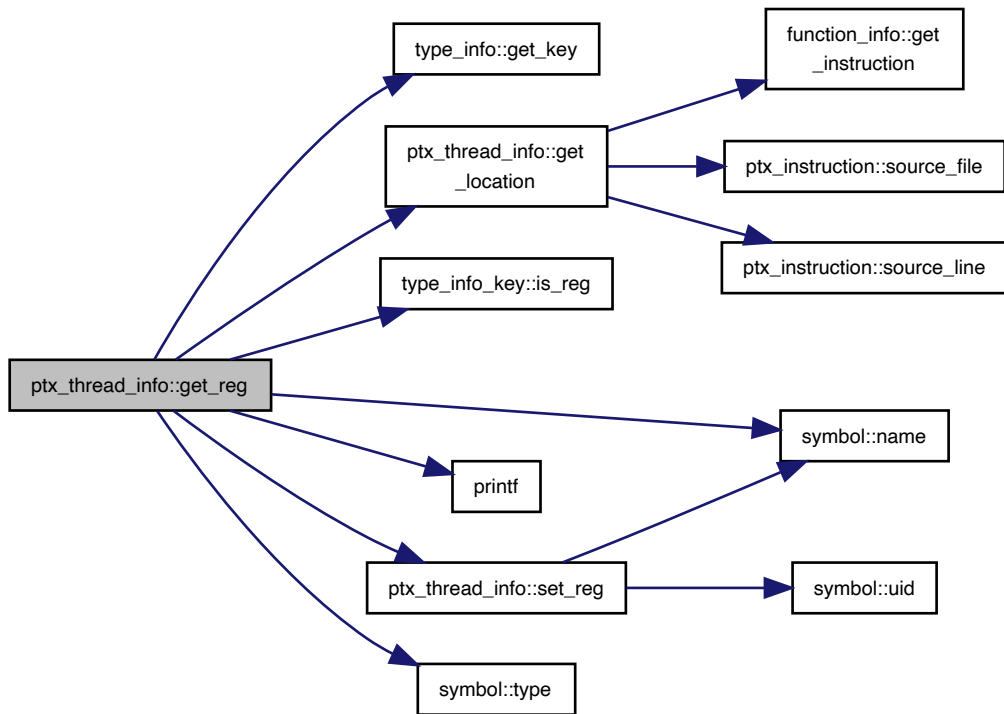 type_info::get_key
function_info::get
_instruction
ptx_thread_info::get
_location
ptx_instruction::source_file
ptx_instruction::source_line
type_info_key::is_reg
ptx_thread_info::get_reg
symbol::name
printf
ptx_thread_info::set_reg
symbol::uid
symbol::type